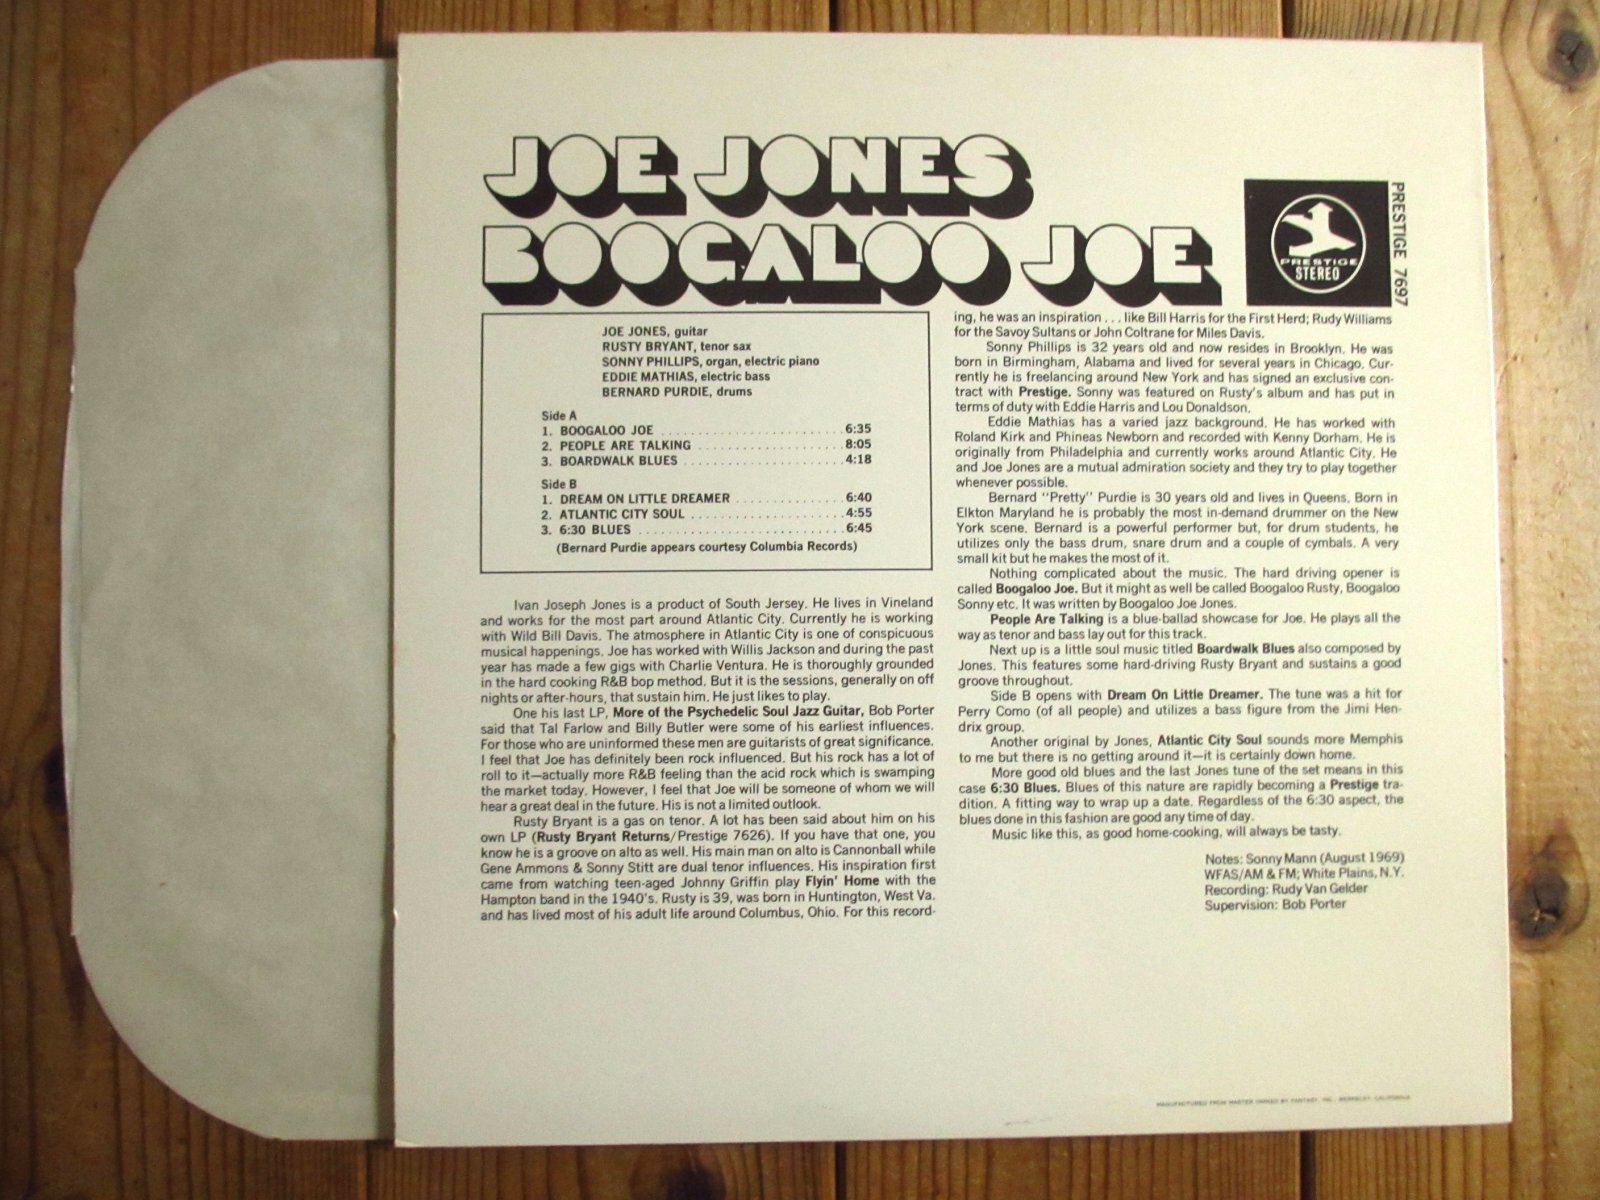 JOE JONES
BOOGALOO JOE
PRESTIGE
STEREO
PRESTIGE 7697
JOE JONES, guitar
RUSTY BRYANT, tenor sax
SONNY PHILLIPS, organ, electric piano
EDDIE MATHIAS, electric bass
BERNARD PURDIE, drums
Side A
1. BOOGALOO JOE ........................ 6:35
2. PEOPLE ARE TALKING ................... 8:05
3. BOARDWALK BLUES ..................... 4:18
Side B
1. DREAM ON LITTLE DREAMER .............. 6:40
2. ATLANTIC CITY SOUL .................... 4:55
3. 6:30 BLUES ........................... 6:45
(Bernard Purdie appears courtesy Columbia Records)
Ivan Joseph Jones is a product of South Jersey. He lives in Vineland
and works for the most part around Atlantic City. Currently he is working
with Wild Bill Davis. The atmosphere in Atlantic City is one of conspicuous
musical happenings. Joe has worked with Willis Jackson and during the past
year has made a few gigs with Charlie Ventura. He is thoroughly grounded
in the hard cooking R&B bop method. But it is the sessions, generally on off
nights or after-hours, that sustain him. He just likes to play.
One his last LP, More of the Psychedelic Soul Jazz Guitar, Bob Porter
said that Tal Farlow and Billy Butler were some of his earliest influences.
For those who are uninformed these men are guitarists of great significance.
I feel that Joe has definitely been rock influenced. But his rock has a lot of
roll to it—actually more R&B feeling than the acid rock which is swamping
the market today. However, I feel that Joe will be someone of whom we will
hear a great deal in the future. His is not a limited outlook.
Rusty Bryant is a gas on tenor. A lot has been said about him on his
own LP (Rusty Bryant Returns/Prestige 7626). If you have that one, you
know he is a groove on alto as well. His main man on alto is Cannonball while
Gene Ammons & Sonny Stitt are dual tenor influences. His inspiration first
came from watching teen-aged Johnny Griffin play Flyin' Home with the
Hampton band in the 1940's. Rusty is 39, was born in Huntington, West Va.
and has lived most of his adult life around Columbus, Ohio. For this record-
ing, he was an inspiration . . . like Bill Harris for the First Herd; Rudy Williams
for the Savoy Sultans or John Coltrane for Miles Davis.
Sonny Phillips is 32 years old and now resides in Brooklyn. He was
born in Birmingham, Alabama and lived for several years in Chicago. Cur-
rently he is freelancing around New York and has signed an exclusive con-
tract with Prestige. Sonny was featured on Rusty's album and has put in
terms of duty with Eddie Harris and Lou Donaldson.
Eddie Mathias has a varied jazz background. He has worked with
Roland Kirk and Phineas Newborn and recorded with Kenny Dorham. He is
originally from Philadelphia and currently works around Atlantic City. He
and Joe Jones are a mutual admiration society and they try to play together
whenever possible.
Bernard "Pretty" Purdie is 30 years old and lives in Queens. Born in
Elkton Maryland he is probably the most in-demand drummer on the New
York scene. Bernard is a powerful performer but, for drum students, he
utilizes only the bass drum, snare drum and a couple of cymbals. A very
small kit but he makes the most of it.
Nothing complicated about the music. The hard driving opener is
called Boogaloo Joe. But it might as well be called Boogaloo Rusty, Boogaloo
Sonny etc. It was written by Boogaloo Joe Jones.
People Are Talking is a blue-ballad showcase for Joe. He plays all the
way as tenor and bass lay out for this track.
Next up is a little soul music titled Boardwalk Blues also composed by
Jones. This features some hard-driving Rusty Bryant and sustains a good
groove throughout.
Side B opens with Dream On Little Dreamer. The tune was a hit for
Perry Como (of all people) and utilizes a bass figure from the Jimi Hen-
drix group.
Another original by Jones, Atlantic City Soul sounds more Memphis
to me but there is no getting around it—it is certainly down home.
More good old blues and the last Jones tune of the set means in this
case 6:30 Blues. Blues of this nature are rapidly becoming a Prestige tra-
dition. A fitting way to wrap up a date. Regardless of the 6:30 aspect, the
blues done in this fashion are good any time of day.
Music like this, as good home-cooking, will always be tasty.
Notes: Sonny Mann (August 1969)
WFAS/AM & FM; White Plains, N.Y.
Recording: Rudy Van Gelder
Supervision: Bob Porter
MANUFACTURED FROM MASTER OWNED BY FANTASY, INC., BERKELEY, CALIFORNIA